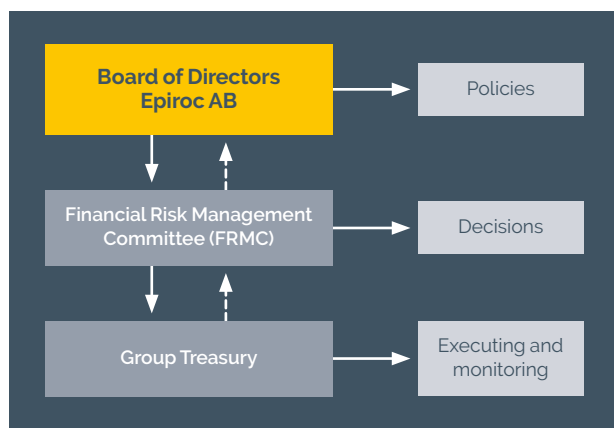 Board of Directors
Epiroc AB
Policies
Financial Risk Management
Committee (FRMC)
Decisions
Group Treasury
Executing and
monitoring